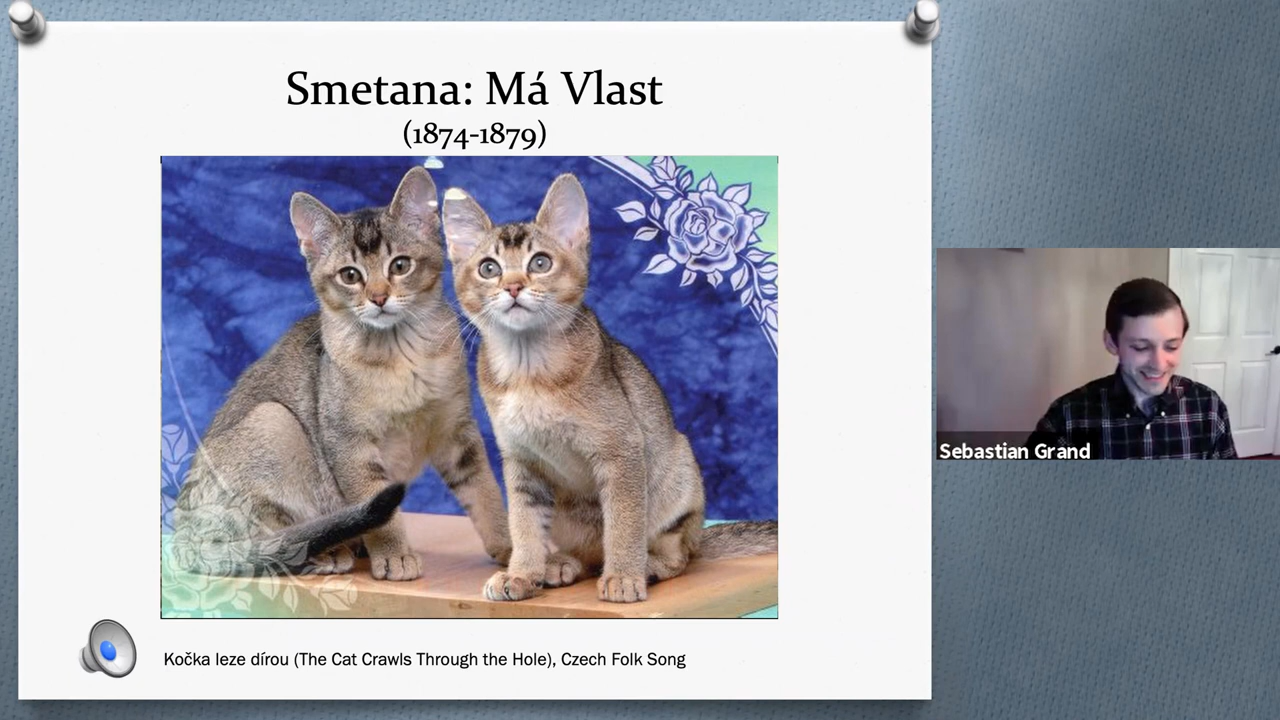 Smetana: Má Vlast
(1874-1879)
Kočka leze dírou (The Cat Crawls Through the Hole), Czech Folk Song
Sebastian Grand